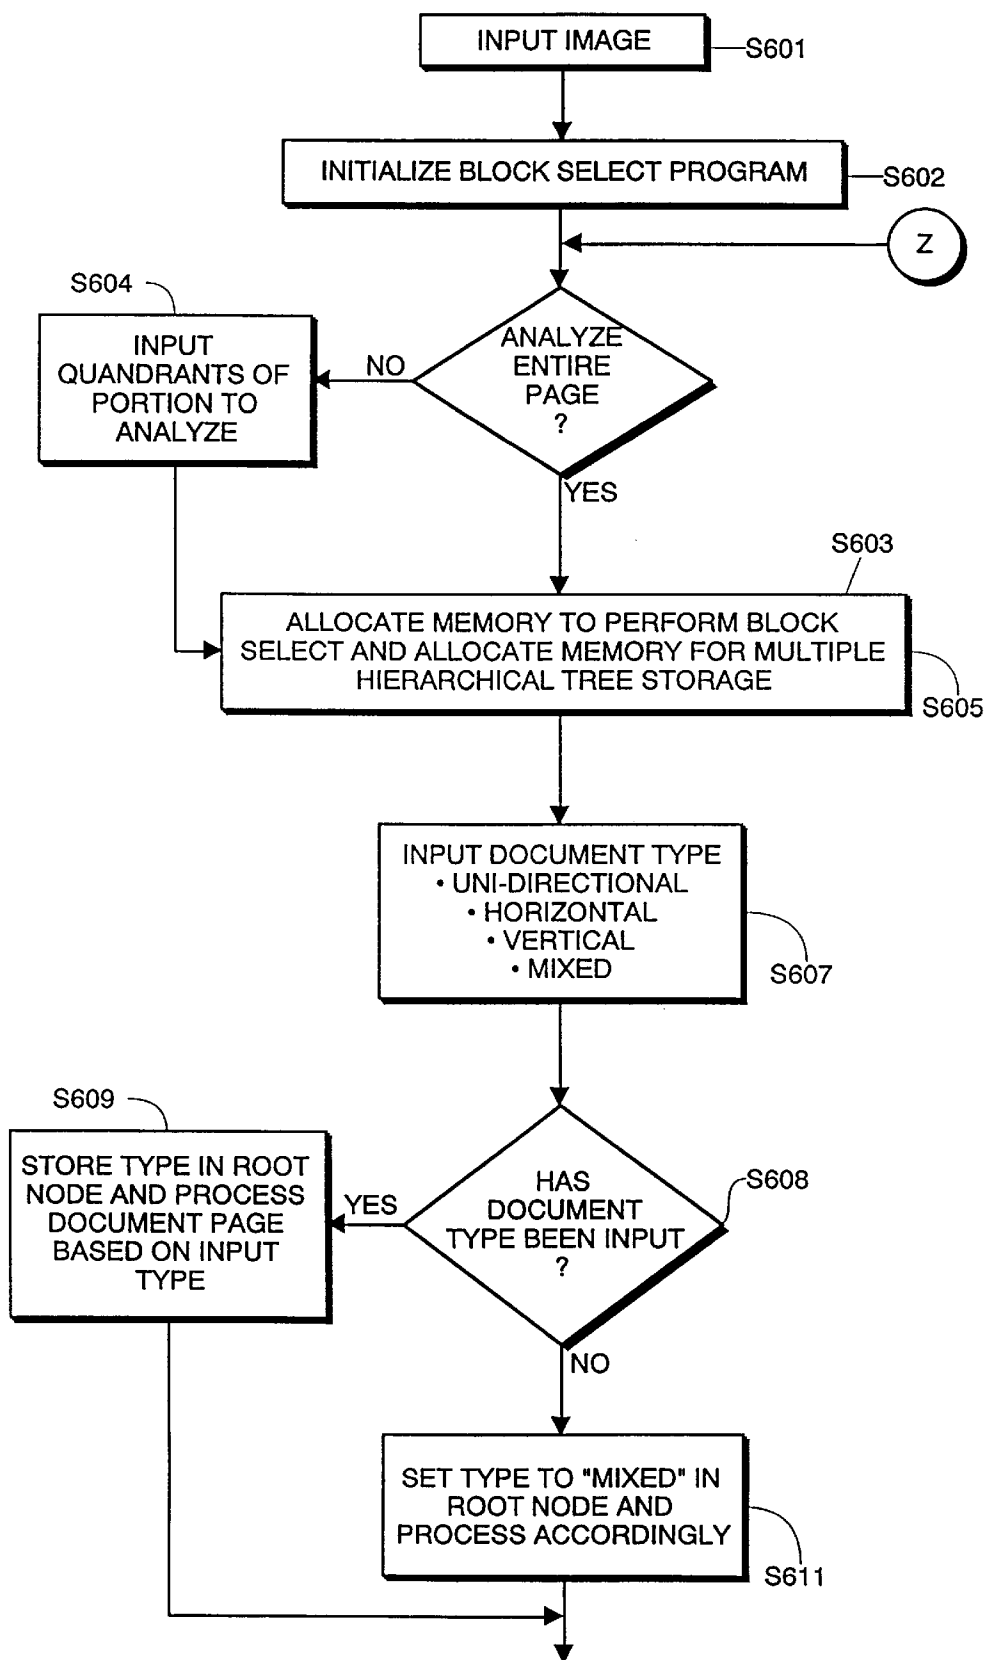 INPUT IMAGE
S601
INITIALIZE BLOCK SELECT PROGRAM
S602
Z
S604
INPUT
QUANDRANTS OF
PORTION TO
ANALYZE
NO
ANALYZE
ENTIRE
PAGE
?
YES
S603
ALLOCATE MEMORY TO PERFORM BLOCK
SELECT AND ALLOCATE MEMORY FOR MULTIPLE
HIERARCHICAL TREE STORAGE
S605
INPUT DOCUMENT TYPE
• UNI-DIRECTIONAL
• HORIZONTAL
• VERTICAL
• MIXED
S607
S609
STORE TYPE IN ROOT
NODE AND PROCESS
DOCUMENT PAGE
BASED ON INPUT
TYPE
YES
HAS
DOCUMENT
TYPE BEEN INPUT
?
S608
NO
SET TYPE TO "MIXED" IN
ROOT NODE AND
PROCESS ACCORDINGLY
S611